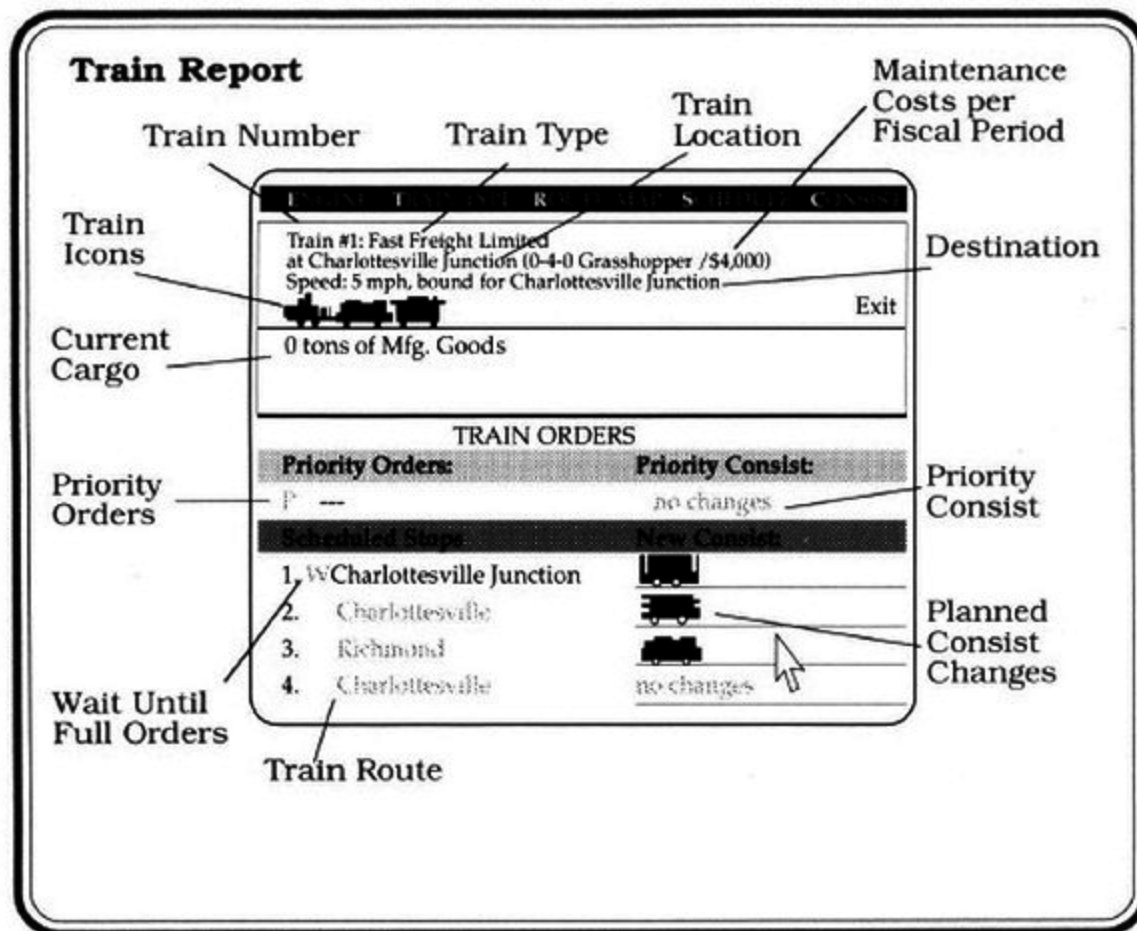 Train Report
Train Number
Train Type
Train
Location
Maintenance
Costs per
Fiscal Period
Train
Icons
Destination
Current
Cargo
Train #1: Fast Freight Limited
at Charlottesville Junction (0-4-0 Grasshopper /$4,000)
Speed: 5 mph, bound for Charlottesville Junction
Exit
0 tons of Mfg. Goods
TRAIN ORDERS
Priority Orders: Priority Consist:
P --- no changes
Priority
Orders
Priority
Consist
Scheduled Stops New Consist:
1. W Charlottesville Junction
2. Charlottesville
3. Richmond
4. Charlottesville no changes
Planned
Consist
Changes
Wait Until
Full Orders
Train Route